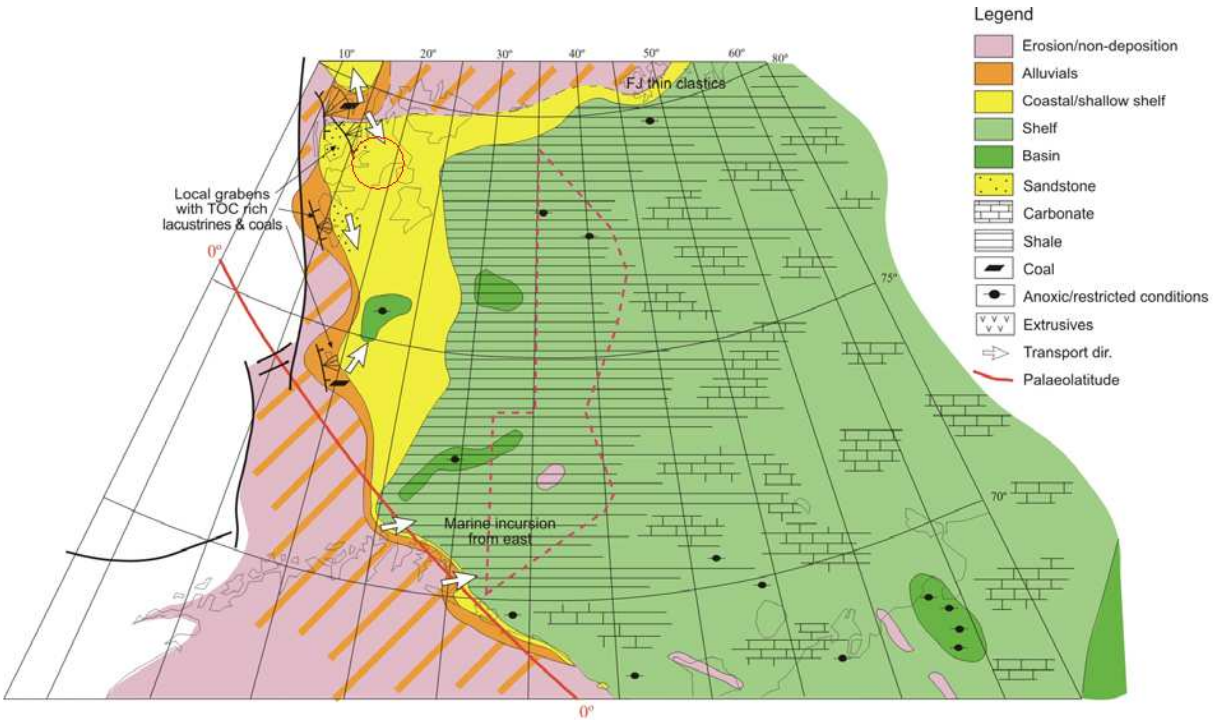 Legend
Erosion/non-deposition
Alluvials
Coastal/shallow shelf
Shelf
Basin
Sandstone
Carbonate
Shale
Coal
Anoxic/restricted conditions
Extrusives
Transport dir.
Palaeolatitude
10°
20°
30°
40°
50°
60°
80°
FJ thin clastics
Local grabens
with TOC rich
lacustrines & coals
0°
75°
70°
Marine incursion
from east
0°